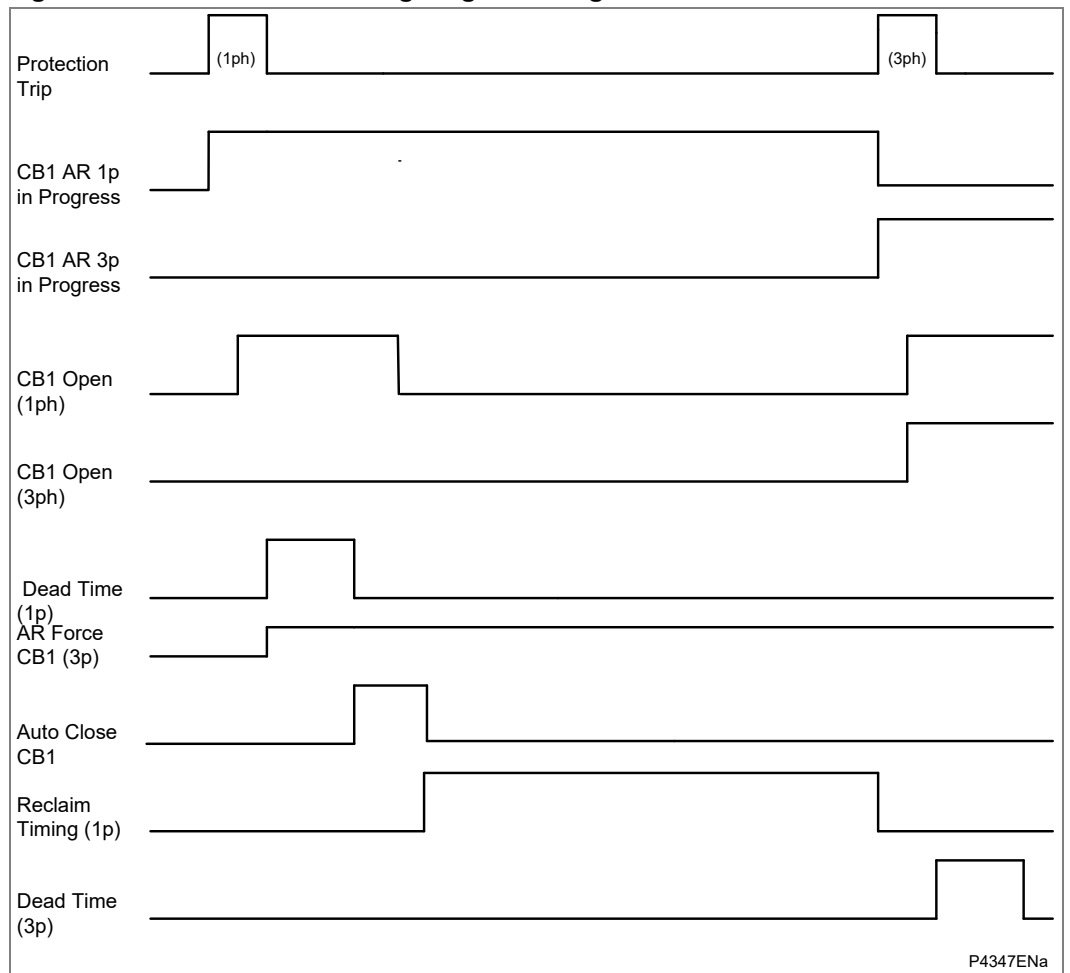 (1ph)
(3ph)
Protection
Trip
CB1 AR 1p
in Progress
CB1 AR 3p
in Progress
CB1 Open
(1ph)
CB1 Open
(3ph)
Dead Time
(1p)
AR Force
CB1 (3p)
Auto Close
CB1
Reclaim
Timing (1p)
Dead Time
(3p)
P4347ENa